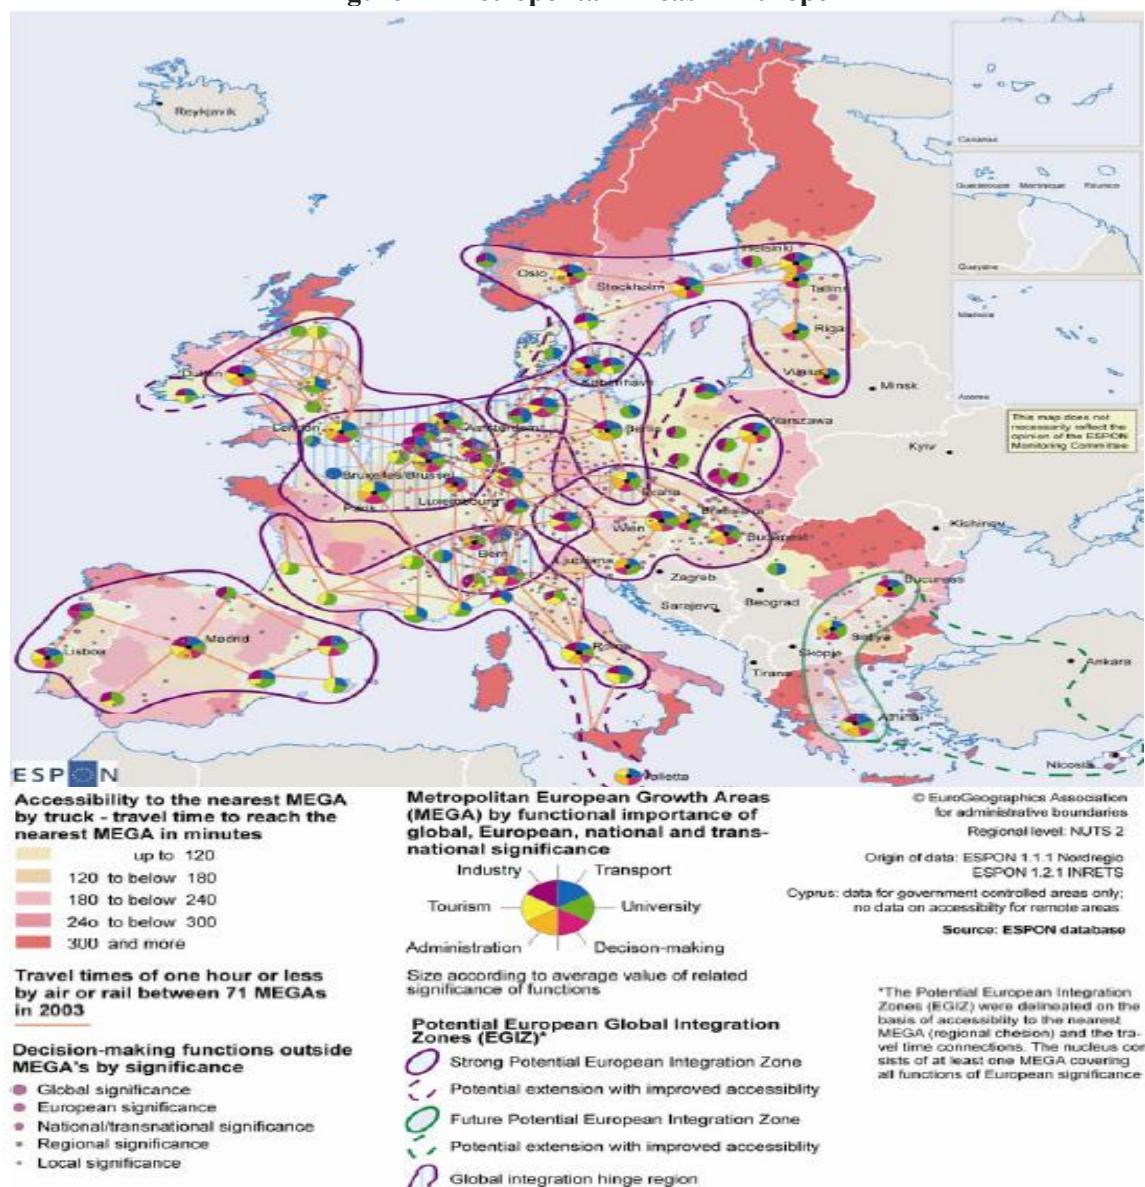 Reykjavik
Canarias
Guadeloupe Martinique Réunion
Guayane
Madeira
Acores
This map does not
necessarily reflect the
opinion of the ESPON
Monitoring Committee
Helsinki
Oslo
Tallinn
Stockholm
Riga
Vilnius
Dublin
København
Minsk
London
Amsterdam
Berlin
Warszawa
Kyiv
Bruxelles/Brussel
Luxembourg
Praha
Paris
Wien
Bratislava
Budapest
Kishinev
Bern
Ljubljana
Zagreb
Bucuresti
Sarajevo
Beograd
Madrid
Lisboa
Roma
Sofiya
Skopje
Tirana
Ankara
Athinai
Nicosia
Valletta
ESPON
Accessibility to the nearest MEGA
by truck - travel time to reach the
nearest MEGA in minutes
up to 120
120 to below 180
180 to below 240
24o to below 300
300 and more
Travel times of one hour or less
by air or rail between 71 MEGAs
in 2003
Decision-making functions outside
MEGA's by significance
Global significance
European significance
National/transnational significance
Regional significance
Local significance
Metropolitan European Growth Areas
(MEGA) by functional importance of
global, European, national and trans-
national significance
Industry
Transport
Tourism
University
Administration
Decison-making
Size according to average value of related
significance of functions
Potential European Global Integration
Zones (EGIZ)*
Strong Potential European Integration Zone
Potential extension with improved accessiblity
Future Potential European Integration Zone
Potential extension with improved accessiblity
Global integration hinge region
© EuroGeographics Association
for administrative boundaries
Regional level: NUTS 2
Origin of data: ESPON 1.1.1 Nordregio
ESPON 1.2.1 INRETS
Cyprus: data for government controlled areas only;
no data on accessibilty for remote areas
Source: ESPON database
*The Potential European Integration
Zones (EGIZ) were delineated on the
basis of accessiblity to the nearest
MEGA (regional chesion) and the tra-
vel time connections. The nucleus con
sists of at least one MEGA covering
all functions of European significance